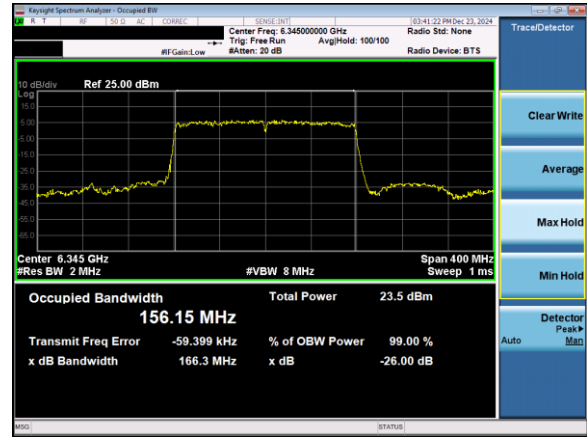 Keysight Spectrum Analyzer - Occupied BW
R T RF 50 Ω AC CORREC SENSE:INT 03:41:22 PM Dec 23, 2024
Center Freq: 6.345000000 GHz Radio Std: None
Trig: Free Run Avg|Hold: 100/100
#IFGain:Low #Atten: 20 dB Radio Device: BTS
Trace/Detector
10 dB/div Ref 25.00 dBm
Log
15.0
5.00
-5.00
-15.0
-25.0
-35.0
-45.0
-55.0
-65.0
Center 6.345 GHz Span 400 MHz
#Res BW 2 MHz #VBW 8 MHz Sweep 1 ms
Occupied Bandwidth Total Power 23.5 dBm
156.15 MHz
Transmit Freq Error -59.399 kHz % of OBW Power 99.00 %
x dB Bandwidth 166.3 MHz x dB -26.00 dB
Clear Write
Average
Max Hold
Min Hold
Detector
Peak▶
Auto Man
MSG STATUS